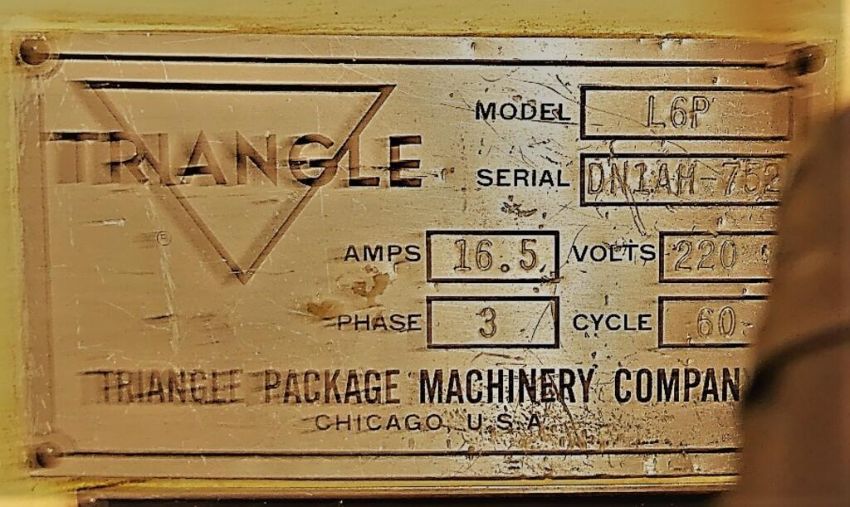 TRIANGLE
®
MODEL L6P
SERIAL DN1AH-752
AMPS 16.5 VOLTS 220
PHASE 3 CYCLE 60
TRIANGLE PACKAGE MACHINERY COMPAN
CHICAGO, U.S.A.